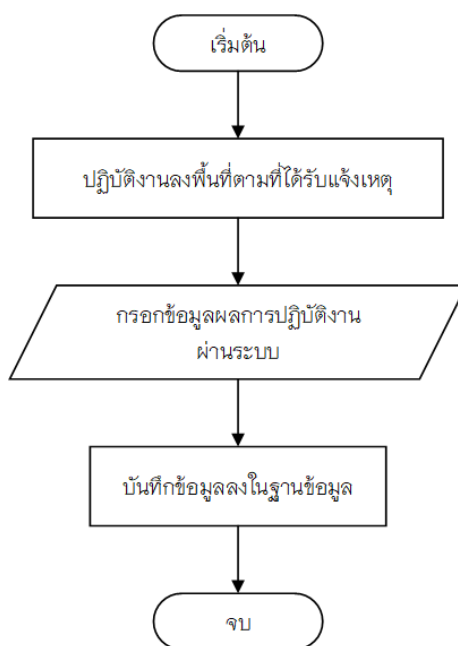 เริ่มต้น
ปฏิบัติงานลงพื้นที่ตามที่ได้รับแจ้งเหตุ
กรอกข้อมูลผลการปฏิบัติงาน
ผ่านระบบ
บันทึกข้อมูลลงในฐานข้อมูล
จบ